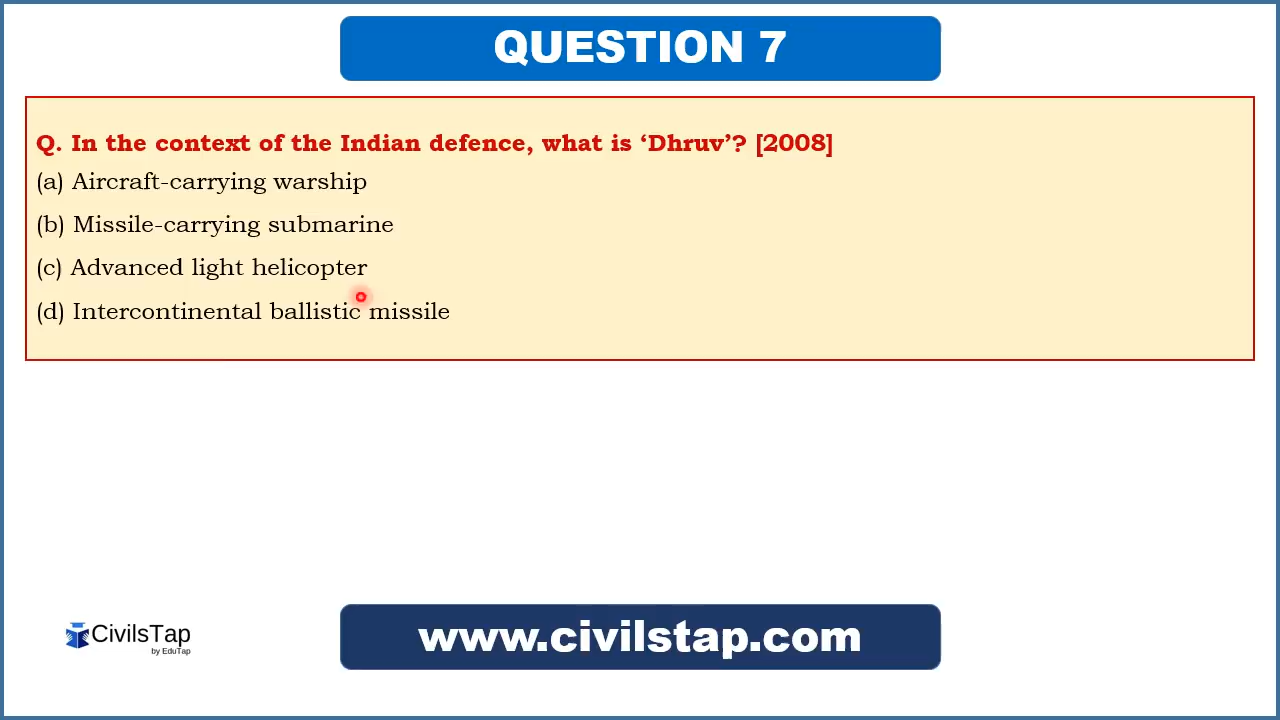 QUESTION 7
Q. In the context of the Indian defence, what is ‘Dhruv’? [2008]
(a) Aircraft-carrying warship
(b) Missile-carrying submarine
(c) Advanced light helicopter
(d) Intercontinental ballistic missile
CivilsTap
by EduTap
www.civilstap.com